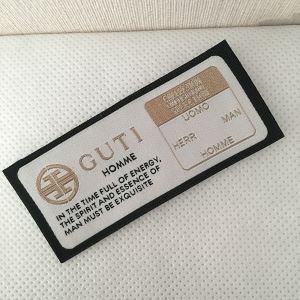 GUTI
HOMME
IN THE TIME FULL OF ENERGY,
THE SPIRIT AND ESSENCE OF
MAN MUST BE EXQUISITE
UOMO
MAN
HERR
HOMME